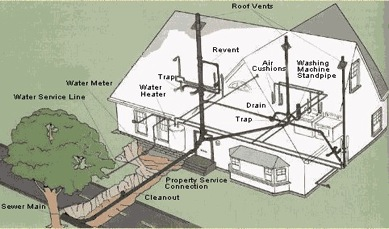 Roof Vents
Revent
Air
Cushions
Washing
Machine
Standpipe
Trap
Water
Heater
Water Meter
Water Service Line
Drain
Trap
Property Service
Connection
Cleanout
Sewer Main